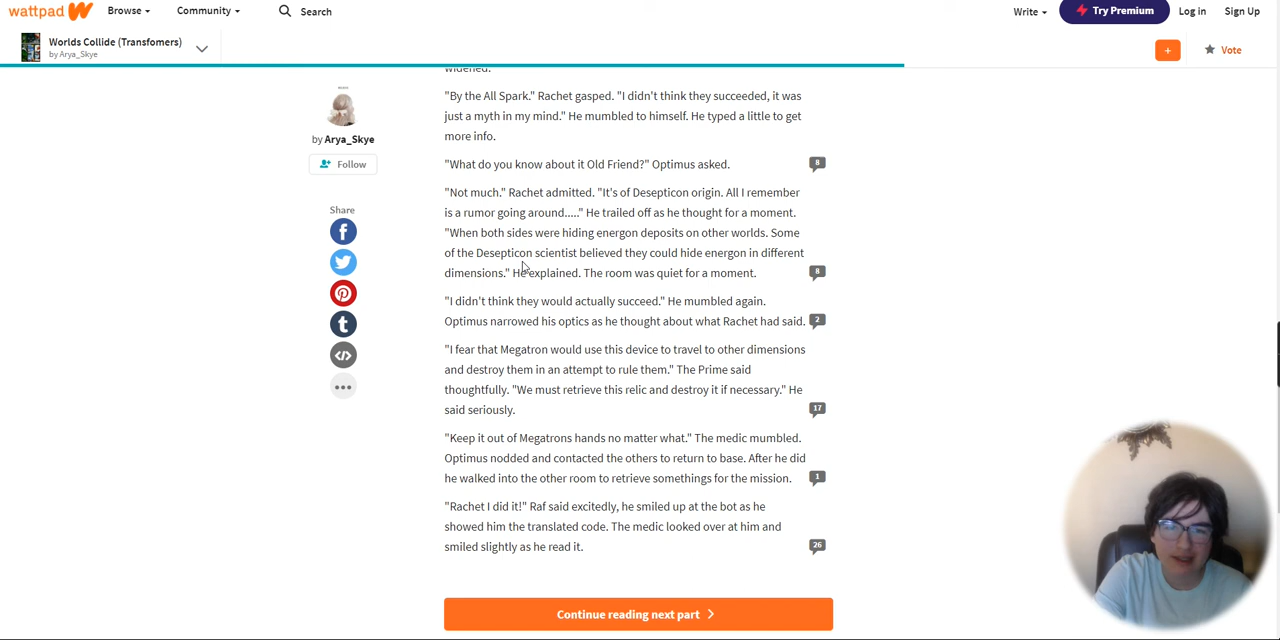 wattpad
Browse
Community
Search
Write
Try Premium
Log in
Sign Up
Worlds Collide (Transfomers)
by Arya_Skye
+
Vote
widened.
"By the All Spark." Rachet gasped. "I didn't think they succeeded, it was
just a myth in my mind." He mumbled to himself. He typed a little to get
more info.
by Arya_Skye
Follow
"What do you know about it Old Friend?" Optimus asked.
8
"Not much." Rachet admitted. "It's of Desepticon origin. All I remember
is a rumor going around....." He trailed off as he thought for a moment.
"When both sides were hiding energon deposits on other worlds. Some
of the Desepticon scientist believed they could hide energon in different
dimensions." He explained. The room was quiet for a moment.
8
Share
"I didn't think they would actually succeed." He mumbled again.
Optimus narrowed his optics as he thought about what Rachet had said.
2
"I fear that Megatron would use this device to travel to other dimensions
and destroy them in an attempt to rule them." The Prime said
thoughtfully. "We must retrieve this relic and destroy it if necessary." He
said seriously.
17
"Keep it out of Megatrons hands no matter what." The medic mumbled.
Optimus nodded and contacted the others to return to base. After he did
he walked into the other room to retrieve somethings for the mission.
1
"Rachet I did it!" Raf said excitedly, he smiled up at the bot as he
showed him the translated code. The medic looked over at him and
smiled slightly as he read it.
26
Continue reading next part